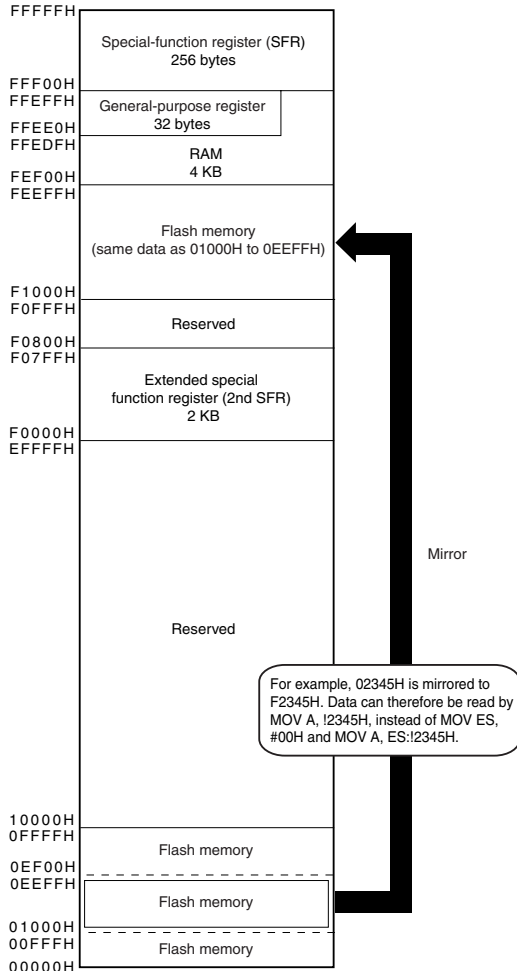 FFFFFH
Special-function register (SFR)
256 bytes
FFF00H
FFEFFH
General-purpose register
32 bytes
FFEE0H
FFEDFH
RAM
4 KB
FEF00H
FEEFFH
Flash memory
(same data as 01000H to 0EEFFH)
F1000H
F0FFFH
Reserved
F0800H
F07FFH
Extended special
function register (2nd SFR)
2 KB
F0000H
EFFFFH
Mirror
Reserved
For example, 02345H is mirrored to
F2345H. Data can therefore be read by
MOV A, !2345H, instead of MOV ES,
#00H and MOV A, ES:!2345H.
10000H
0FFFFH
Flash memory
0EF00H
0EEFFH
Flash memory
01000H
00FFFH
Flash memory
00000H